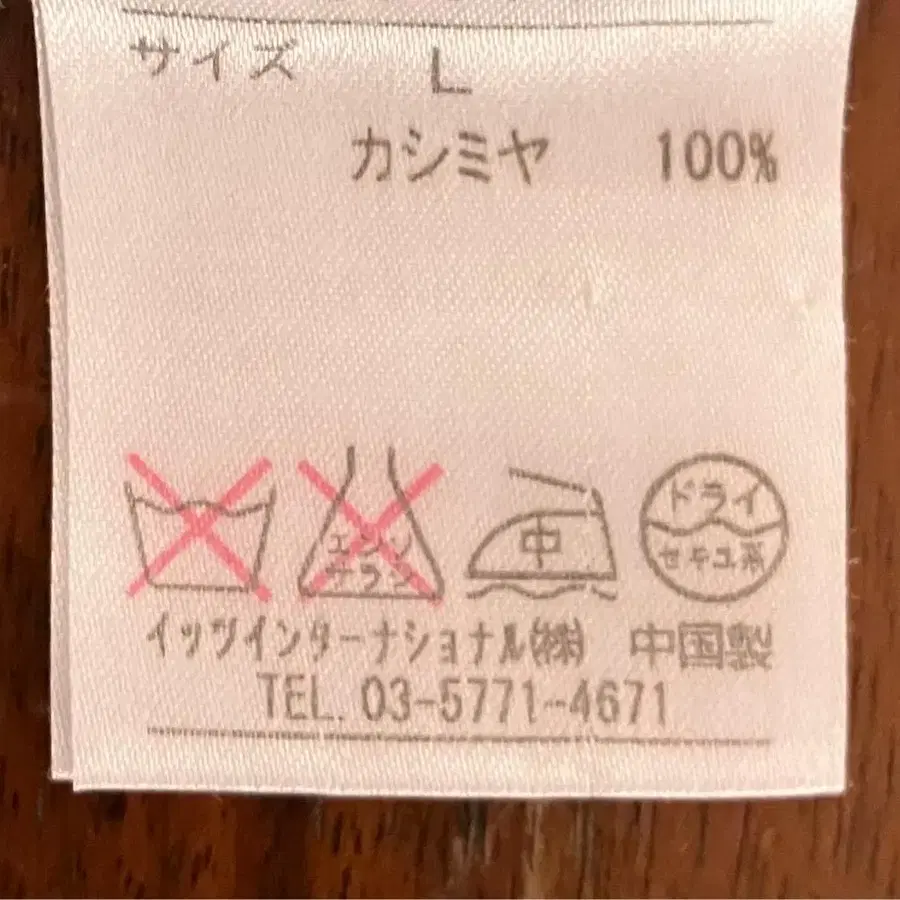 サイズ L
カシミヤ 100%
エンソ
サラシ
中
ドライ
セキユ系
イッツインターナショナル㈱ 中国製
TEL. 03-5771-4671